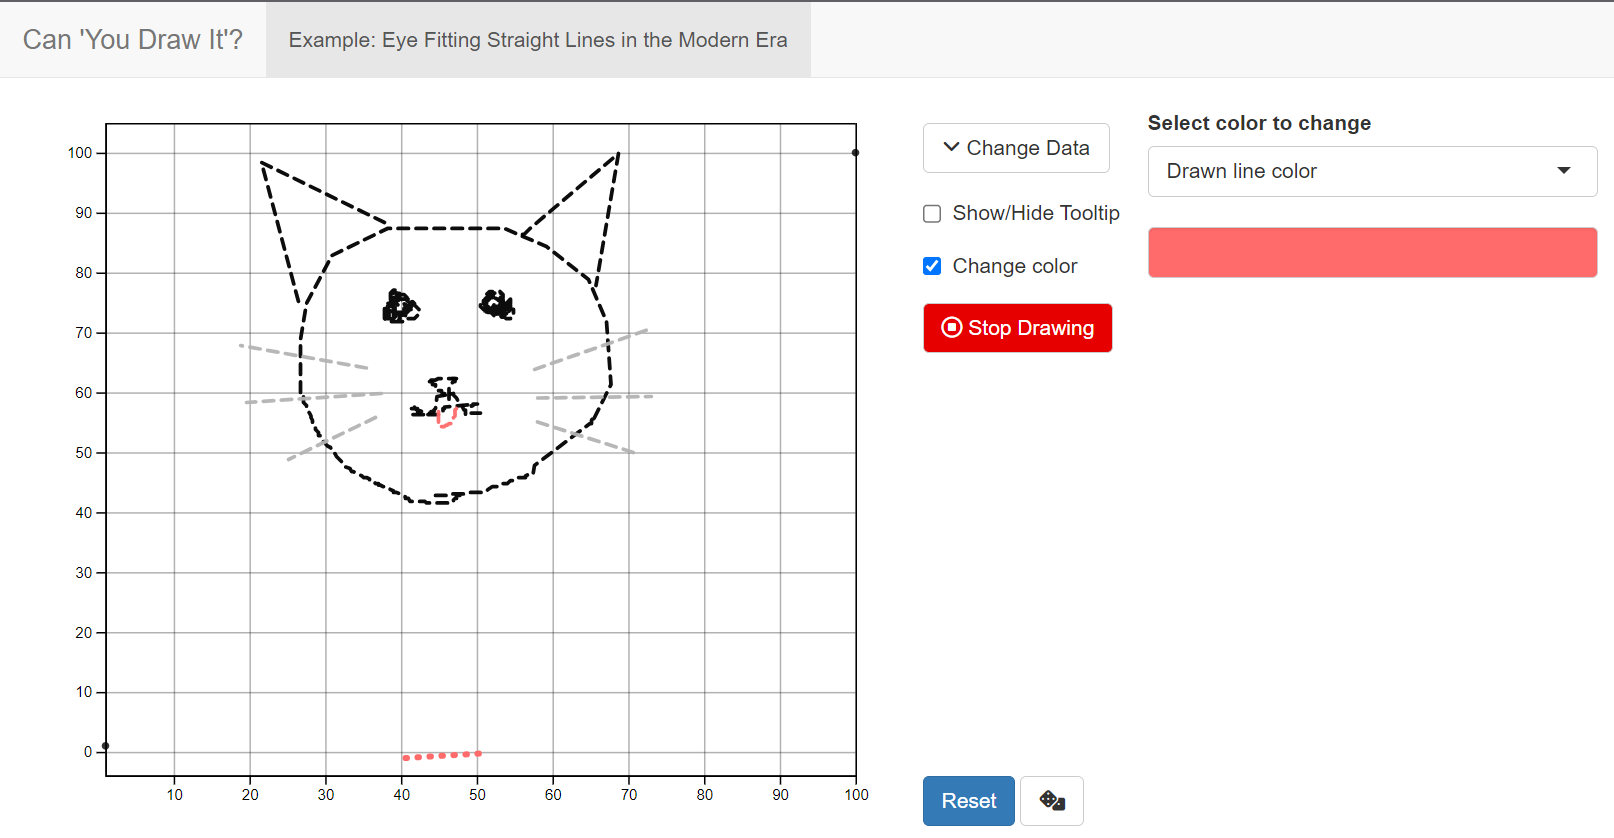 Can 'You Draw It'?
Example: Eye Fitting Straight Lines in the Modern Era
100
90
80
70
60
50
40
30
20
10
0
10 20 30 40 50 60 70 80 90 100
Change Data
Show/Hide Tooltip
Change color
Stop Drawing
Reset
Select color to change
Drawn line color